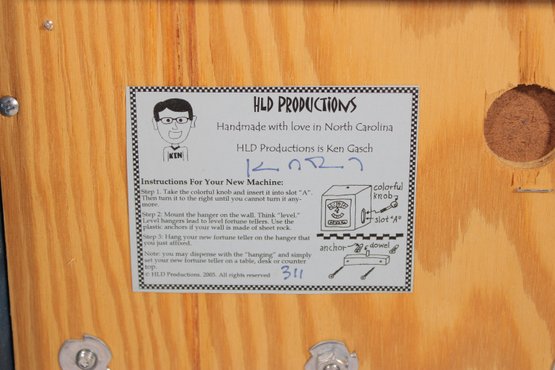 HLD PRODUCTIONS
Handmade with love in North Carolina
HLD Productions is Ken Gasch
KEN
Instructions For Your New Machine:
Step 1. Take the colorful knob and insert it into slot "A".
Then turn it to the right until you cannot turn it any-
more.
Step 2: Mount the hanger on the wall. Think "level."
Level hangers lead to level fortune tellers. Use the
plastic anchors if your wall is made of sheet rock.
Step 3: Hang your new fortune teller on the hanger that
you just affixed.
Note: you may dispense with the "hanging" and simply
set your new fortune teller on a table, desk or counter
top.
© HLD Productions. 2005. All rights reserved
311
colorful
knob
slot "A"
anchor
dowel